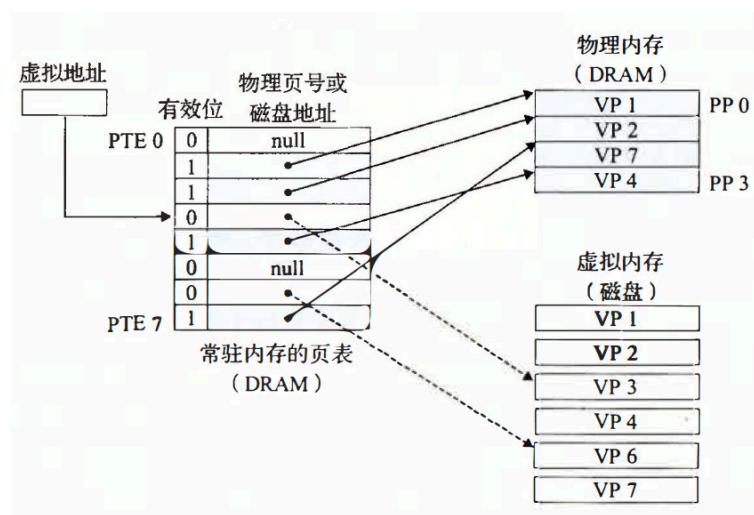 虚拟地址
有效位
物理页号或
磁盘地址
PTE 0
0
null
1
1
0
1
0
null
0
PTE 7
1
常驻内存的页表
（DRAM）
物理内存
（DRAM）
VP 1
PP 0
VP 2
VP 7
VP 4
PP 3
虚拟内存
（磁盘）
VP 1
VP 2
VP 3
VP 4
VP 6
VP 7